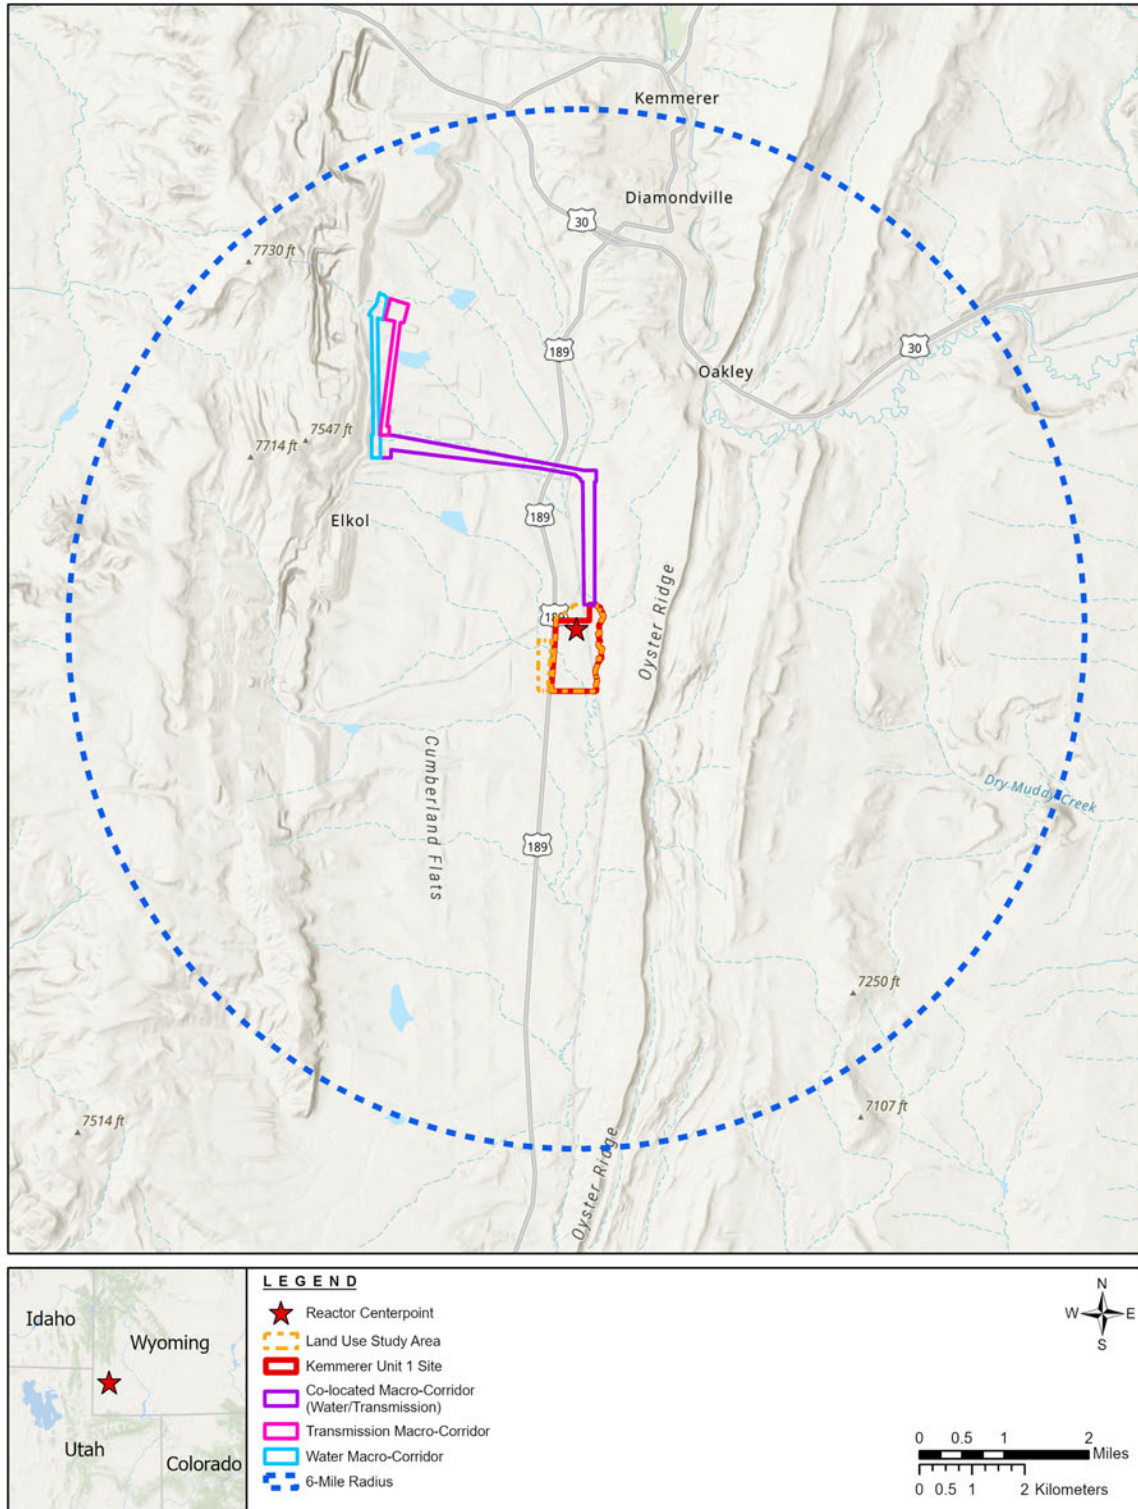 Kemmerer
Diamondville
30
7730 ft
189
30
Oakley
7547 ft
7714 ft
Elkol
189
Oyster Ridge
189
Cumberland Flats
Dry Muddy Creek
189
7250 ft
7107 ft
7514 ft
Oyster Ridge
Idaho
Wyoming
Utah
Colorado
LEGEND
Reactor Centerpoint
Land Use Study Area
Kemmerer Unit 1 Site
Co-located Macro-Corridor
(Water/Transmission)
Transmission Macro-Corridor
Water Macro-Corridor
6-Mile Radius
N
W E
S
0 0.5 1 2
Miles
0 0.5 1 2 Kilometers